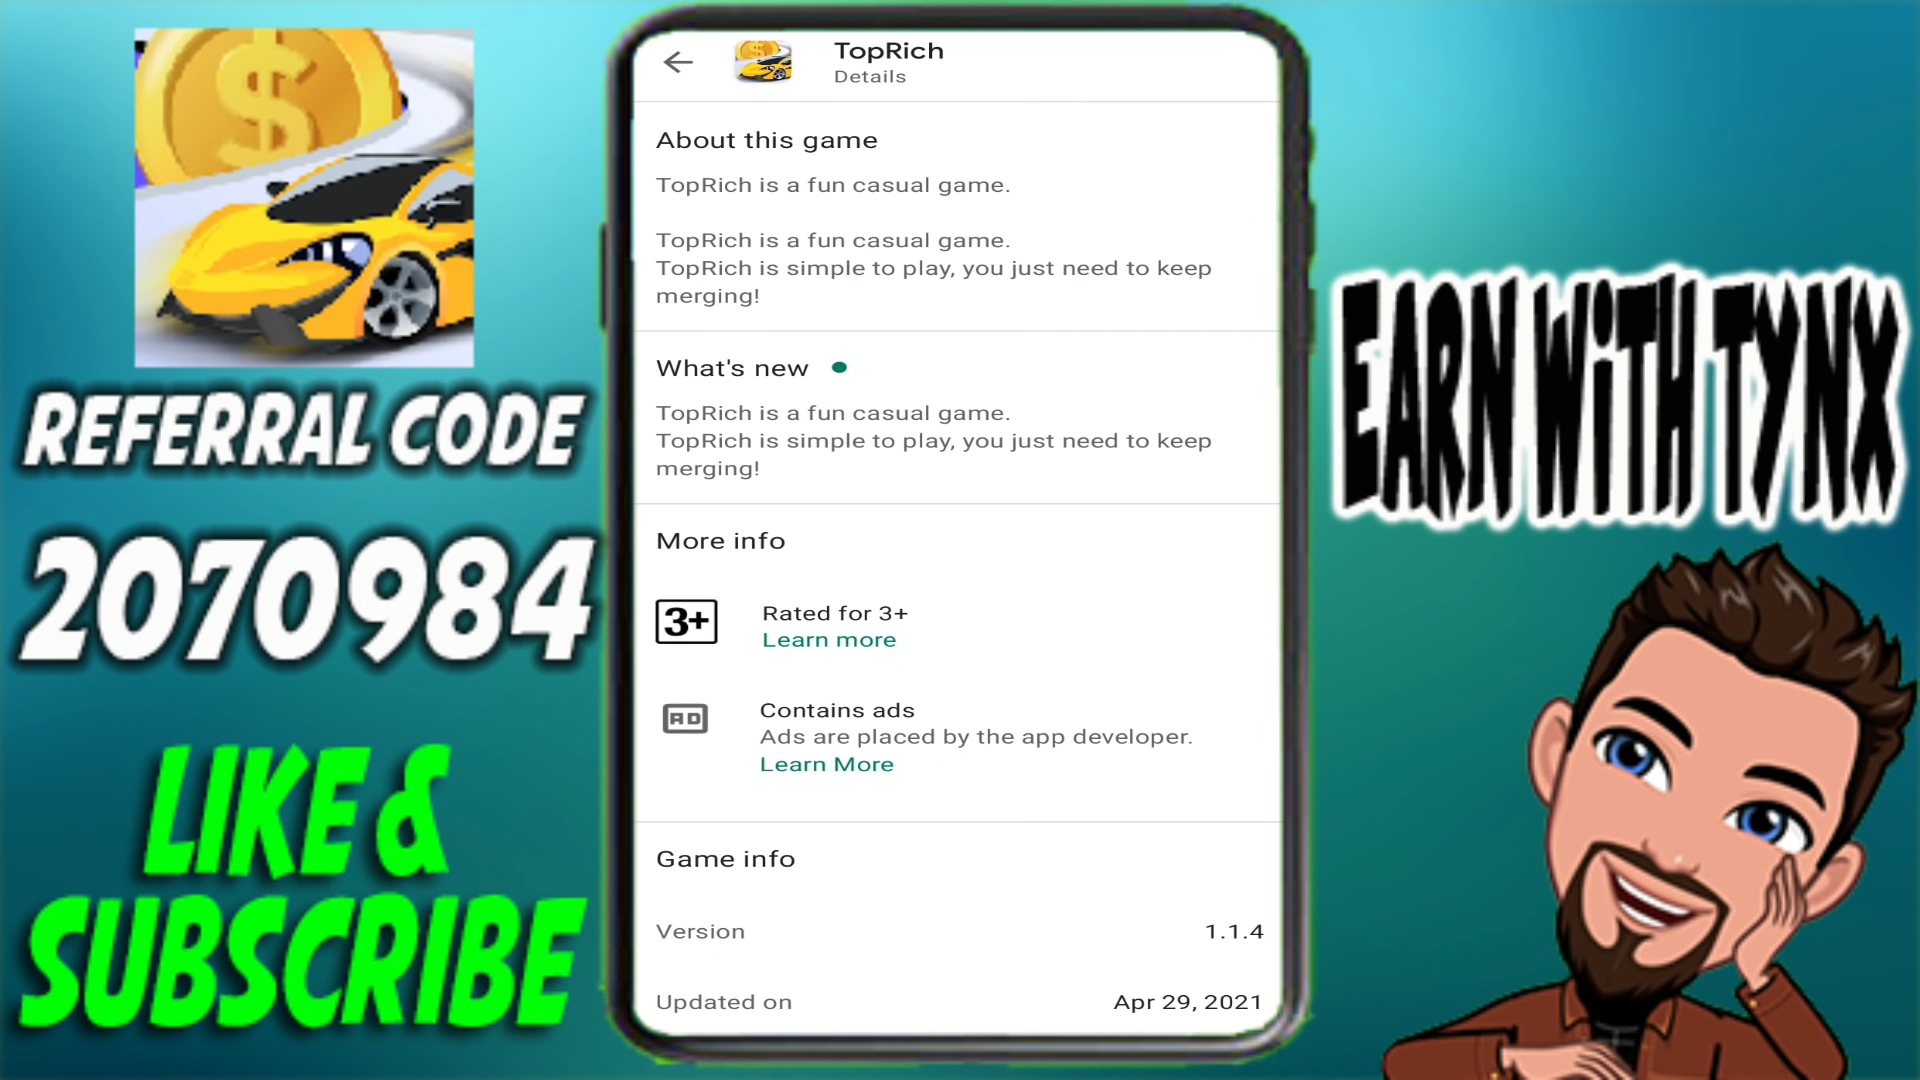 REFERRAL CODE
2070984
LIKE &
SUBSCRIBE
TopRich
Details
About this game
TopRich is a fun casual game.
TopRich is a fun casual game.
TopRich is simple to play, you just need to keep
merging!
What's new
TopRich is a fun casual game.
TopRich is simple to play, you just need to keep
merging!
More info
3+
Rated for 3+
Learn more
AD
Contains ads
Ads are placed by the app developer.
Learn More
Game info
Version 1.1.4
Updated on Apr 29, 2021
EARN WiTH TYNX